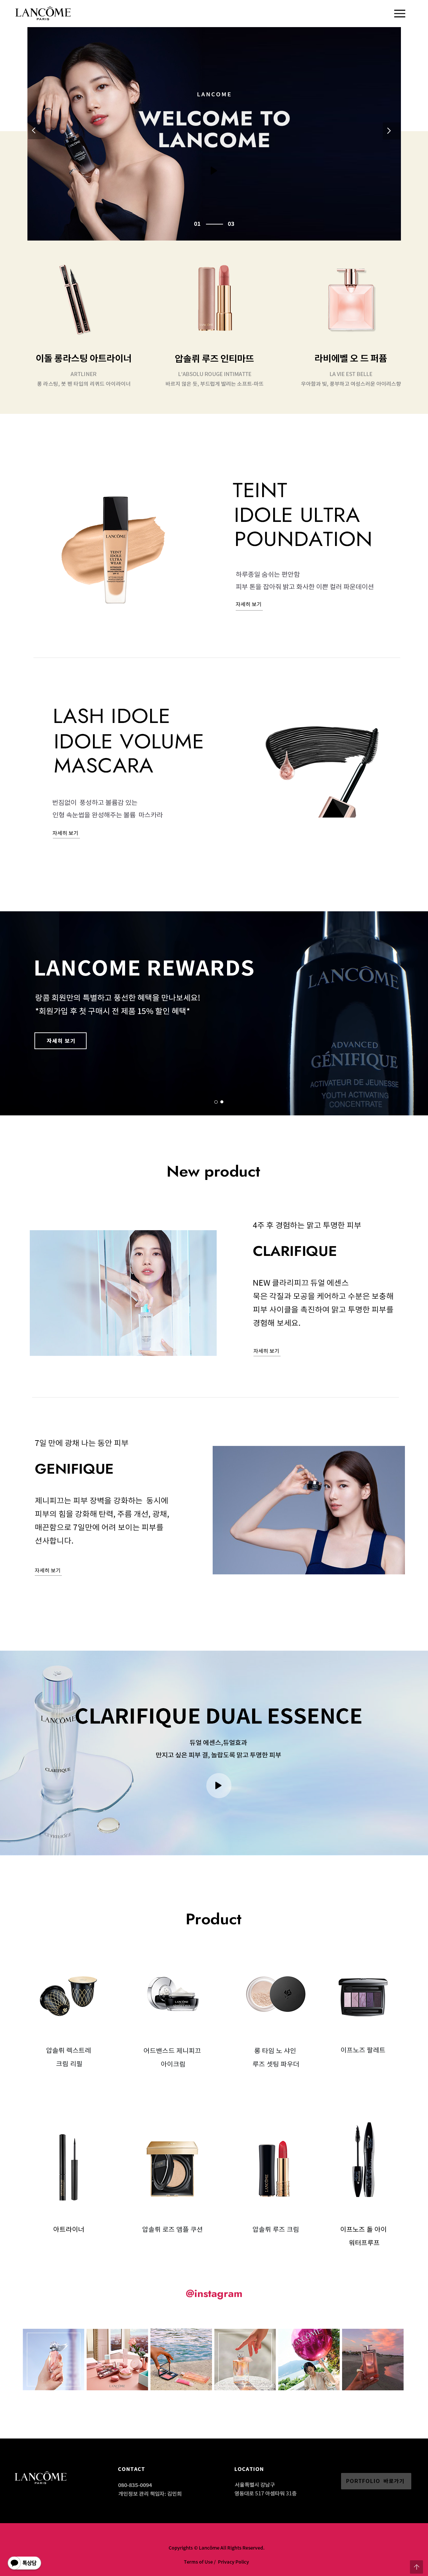 LANCÔME
PARIS
LANCOME
WELCOME TO
LANCOME
01
03
이돌 롱라스팅 아트라이너
ARTLINER
롱 라스팅, 붓 펜 타입의 리퀴드 아이라이너
압솔뤼 루즈 인티마뜨
L'ABSOLU ROUGE INTIMATTE
바르지 않은 듯, 부드럽게 빌려는 소프트-마뜨
라비에벨 오 드 퍼퓸
LA VIE EST BELLE
우아함과 빛, 풍부하고 여성스러운 아이리스향
LANCÔME
TEINT
IDOLE
ULTRA
WEAR
TEINT
IDOLE ULTRA
POUNDATION
하루종일 숨쉬는 편안함
피부 톤을 잡아줘 밝고 화사한 이쁜 컬러 파운데이션
자세히 보기
LASH IDOLE
IDOLE VOLUME
MASCARA
번짐없이 풍성하고 볼륨감 있는
인형 속눈썹을 완성해주는 볼륨 마스카라
자세히 보기
LANCOME REWARDS
랑콤 회원만의 특별하고 풍선한 혜택을 만나보세요!
*회원가입 후 첫 구매시 전 제품 15% 할인 혜택*
자세히 보기
LANCÔME
ADVANCED
GÉNIFIQUE
ACTIVATEUR DE JEUNESSE
YOUTH ACTIVATING
CONCENTRATE
New product
4주 후 경험하는 맑고 투명한 피부
CLARIFIQUE
NEW 클라리피끄 듀얼 에센스
묵은 각질과 모공을 케어하고 수분은 보충해
피부 사이클을 촉진하여 맑고 투명한 피부를
경험해 보세요.
자세히 보기
7일 만에 광채 나는 동안 피부
GENIFIQUE
제니피끄는 피부 장벽을 강화하는 동시에
피부의 힘을 강화해 탄력, 주름 개선, 광채,
매끈함으로 7일만에 어려 보이는 피부를
선사합니다.
자세히 보기
LANCÔME
CLARIFIQUE DUAL ESSENCE
듀얼 에센스,듀얼효과
만지고 싶은 피부 결, 놀랍도록 맑고 투명한 피부
Product
압솔뤼 렉스트레
크림 리필
어드밴스드 제니피끄
아이크림
롱 타임 노 샤인
루즈 셋팅 파우더
이프노즈 팔레트
아트라이너
압솔뤼 로즈 앰플 쿠션
압솔뤼 루즈 크림
이프노즈 돌 아이
워터프루프
@instagram
LANCÔME
PARIS
CONTACT
080-835-0094
개인정보 관리 책임자: 김민희
LOCATION
서울특별시 강남구
영동대로 517 아셈타워 31층
PORTFOLIO 바로가기
Copyrights © Lancôme All Rights Reserved.
Terms of Use / Privacy Policy
톡상담